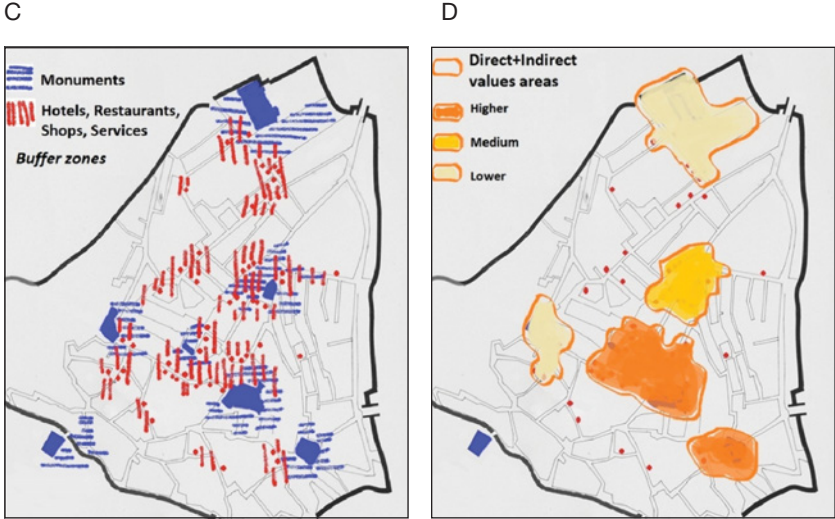 C
D
Monuments
Hotels, Restaurants,
Shops, Services
Buffer zones
Direct+Indirect
values areas
Higher
Medium
Lower